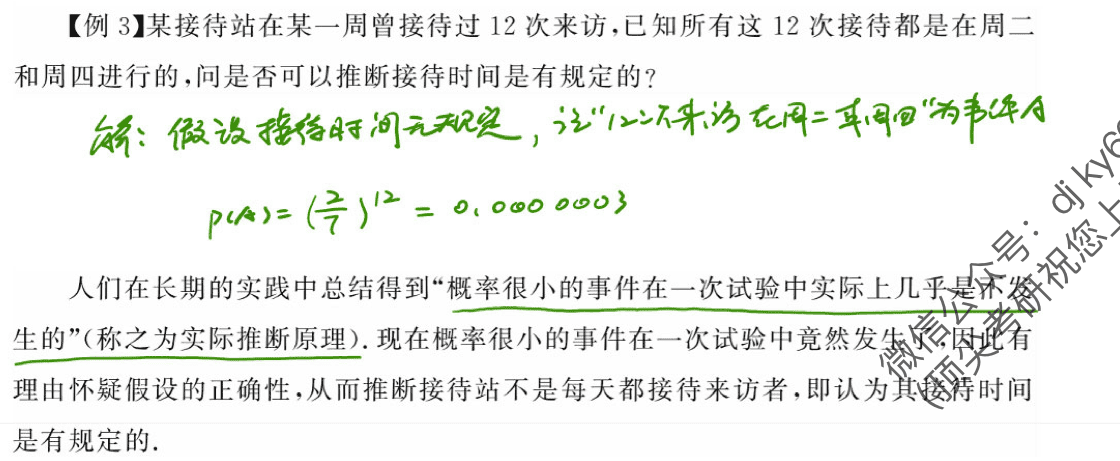 【例 3】某接待站在某一周曾接待过 12 次来访,已知所有这 12 次接待都是在周二
和周四进行的,问是否可以推断接待时间是有规定的?
解: 假设接待时间无规定, 记"12次来访在周二和周四"为事件A
P(A)=(2/7)^12 = 0.0000003
人们在长期的实践中总结得到“概率很小的事件在一次试验中实际上几乎是不发
生的”(称之为实际推断原理). 现在概率很小的事件在一次试验中竟然发生了,因此有
理由怀疑假设的正确性,从而推断接待站不是每天都接待来访者,即认为其接待时间
是有规定的.
微信公众号: djky6
(顶尖考研祝您上